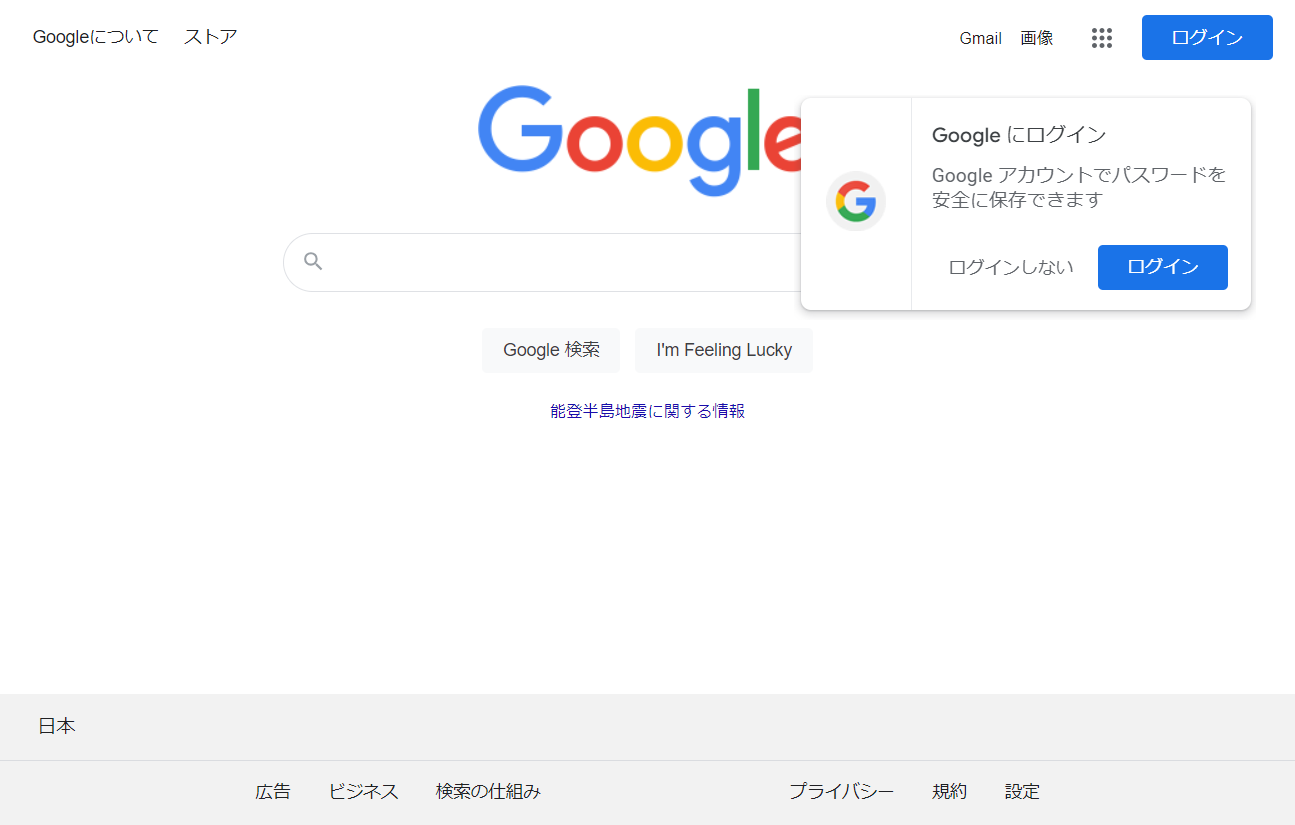 Googleについて ストア
Gmail 画像 ログイン
Google
Google にログイン
Google アカウントでパスワードを
安全に保存できます
ログインしない ログイン
Google 検索 I'm Feeling Lucky
能登半島地震に関する情報
日本
広告 ビジネス 検索の仕組み プライバシー 規約 設定